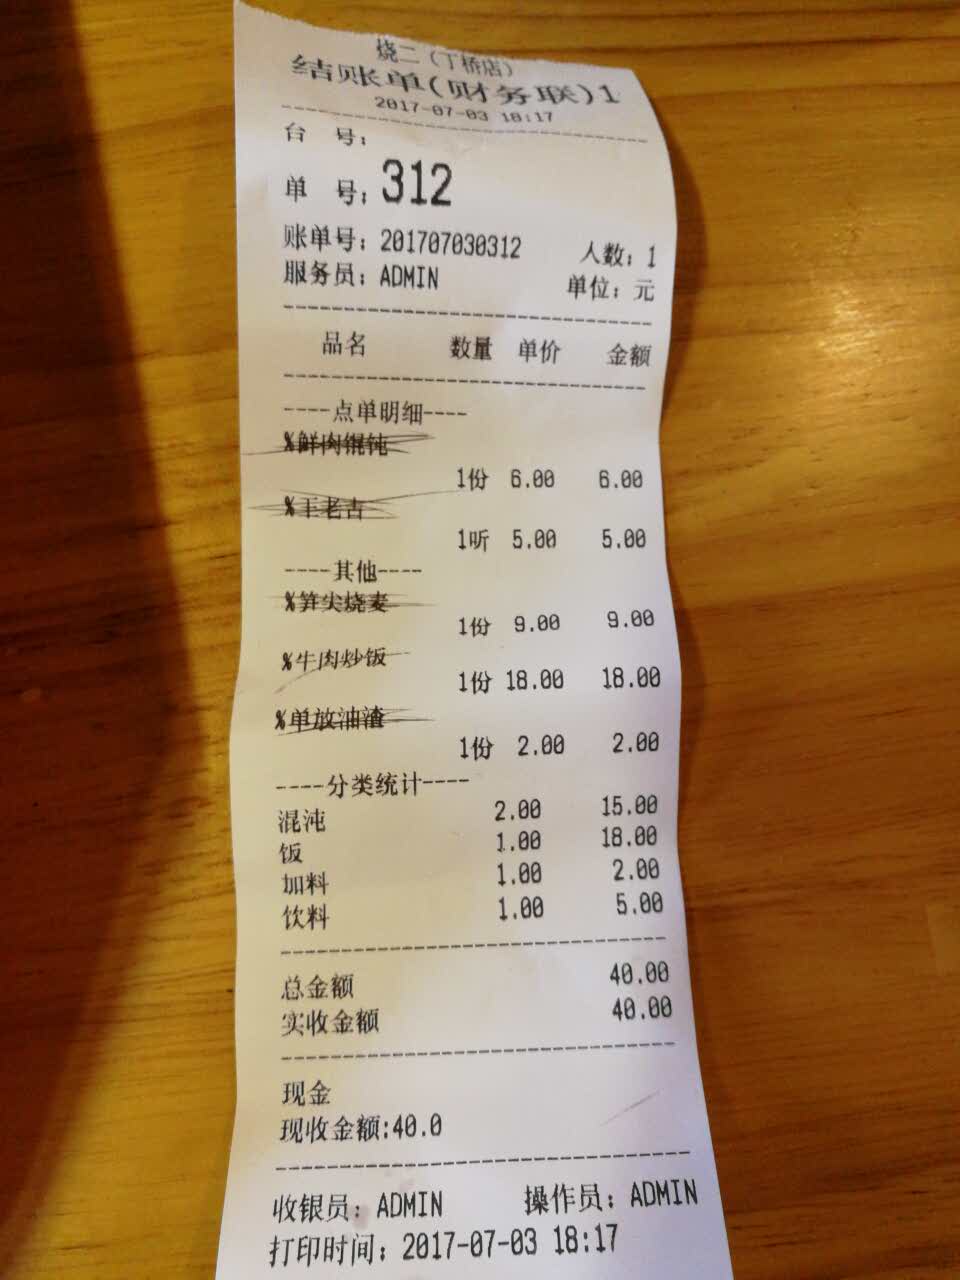 烧二（丁桥店）
结账单(财务联)1
2017-07-03 18:17
台 号:
单 号: 312
账单号: 201707030312 人数: 1
服务员: ADMIN 单位: 元
品名 数量 单价 金额
----点单明细----
%鲜肉馄饨
1份 6.00 6.00
%王老吉
1听 5.00 5.00
----其他----
%笋尖烧麦
1份 9.00 9.00
%牛肉炒饭
1份 18.00 18.00
%单放油渣
1份 2.00 2.00
----分类统计----
混沌 2.00 15.00
饭 1.00 18.00
加料 1.00 2.00
饮料 1.00 5.00
总金额 40.00
实收金额 40.00
现金
现收金额:40.0
收银员: ADMIN 操作员: ADMIN
打印时间: 2017-07-03 18:17